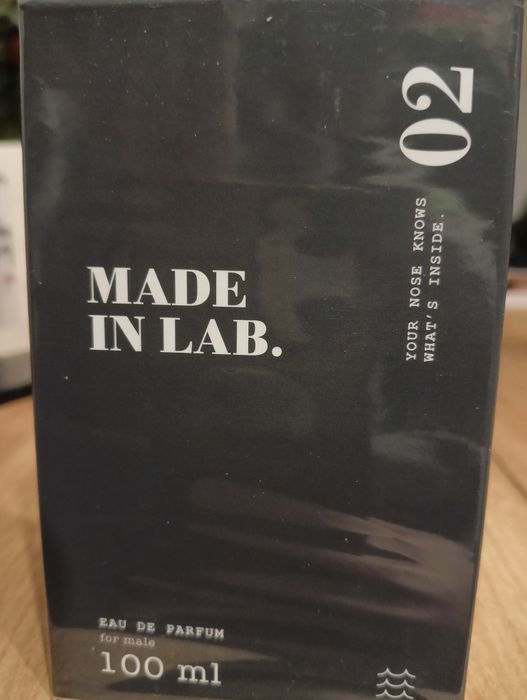 02
YOUR NOSE KNOWS
WHAT'S INSIDE.
MADE
IN LAB.
EAU DE PARFUM
for male
100 ml